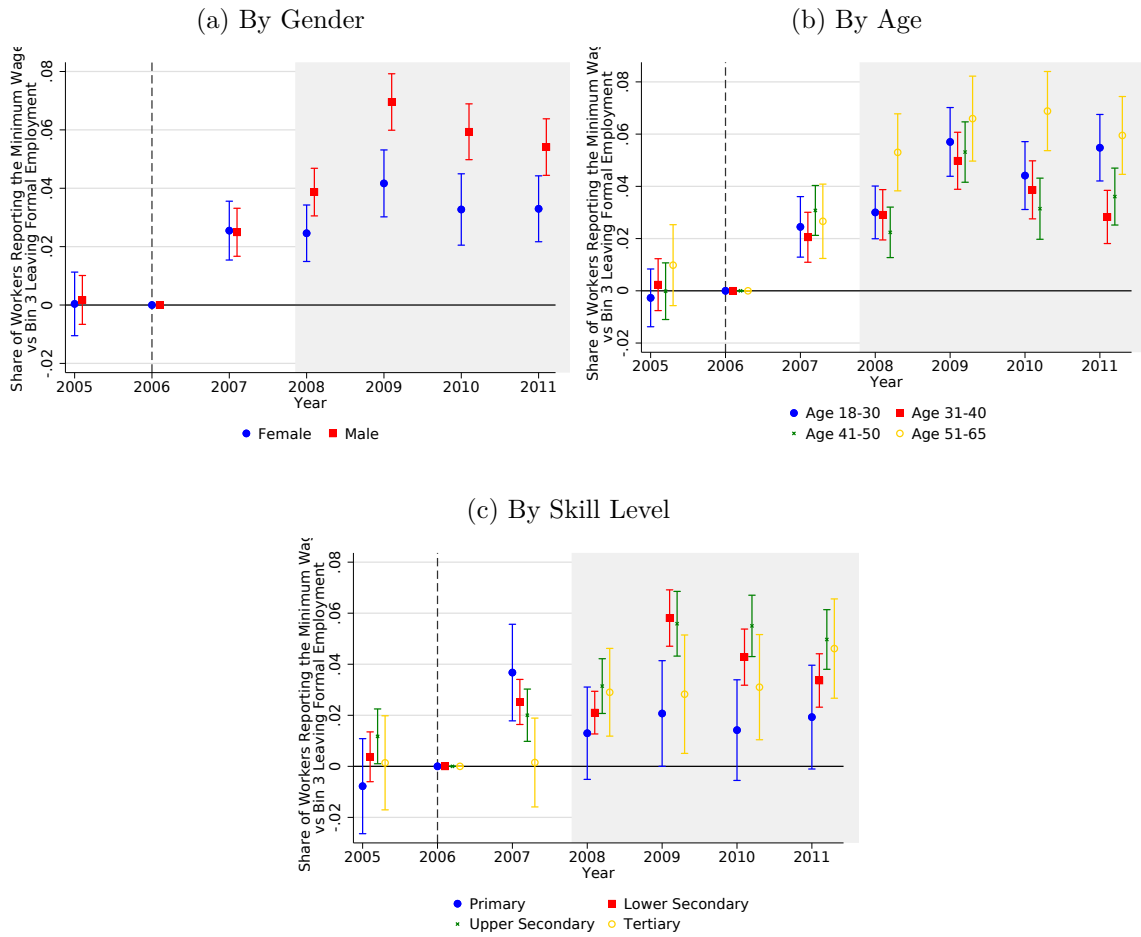 (a) By Gender
Share of Workers Reporting the Minimum Wage
vs Bin 3 Leaving Formal Employment
.08
.06
.04
.02
0
-.02
2005 2006 2007 2008 2009 2010 2011
Year
Female Male
(b) By Age
Share of Workers Reporting the Minimum Wag
vs Bin 3 Leaving Formal Employment
.08
.06
.04
.02
0
-.02
2005 2006 2007 2008 2009 2010 2011
Year
Age 18-30 Age 31-40
Age 41-50 Age 51-65
(c) By Skill Level
Share of Workers Reporting the Minimum Wag
vs Bin 3 Leaving Formal Employment
.08
.06
.04
.02
0
-.02
2005 2006 2007 2008 2009 2010 2011
Year
Primary Lower Secondary
Upper Secondary Tertiary